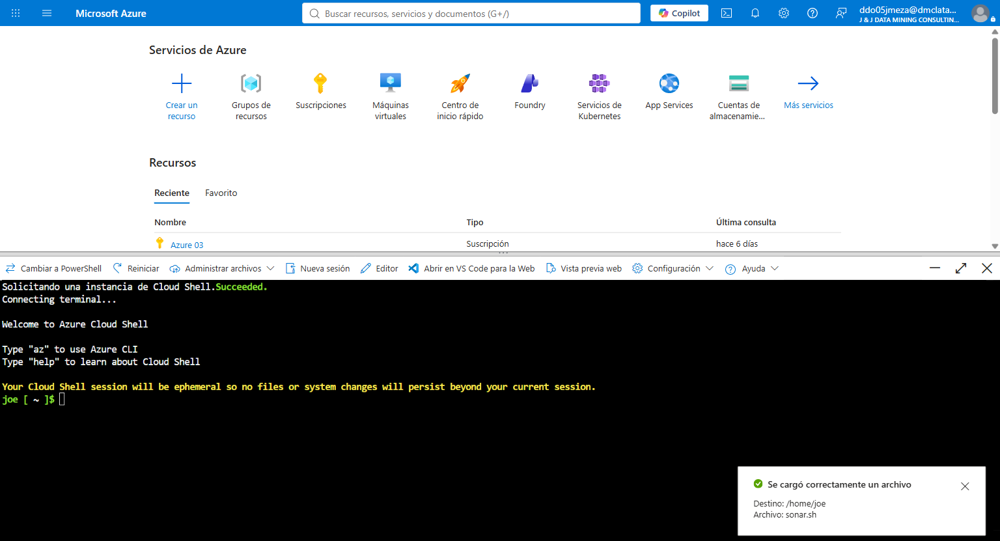 Microsoft Azure
Buscar recursos, servicios y documentos (G+/)
Copilot
ddo05jmeza@dmclata...
J & J DATA MINING CONSULTIN...
Servicios de Azure
Crear un recurso
Grupos de recursos
Suscripciones
Máquinas virtuales
Centro de inicio rápido
Foundry
Servicios de Kubernetes
App Services
Cuentas de almacenamie...
Más servicios
Recursos
Reciente Favorito
Nombre Tipo Última consulta
Azure 03 Suscripción hace 6 días
Cambiar a PowerShell Reiniciar Administrar archivos Nueva sesión Editor Abrir en VS Code para la Web Vista previa web Configuración Ayuda
Solicitando una instancia de Cloud Shell.Succeeded.
Connecting terminal...
Welcome to Azure Cloud Shell
Type "az" to use Azure CLI
Type "help" to learn about Cloud Shell
Your Cloud Shell session will be ephemeral so no files or system changes will persist beyond your current session.
joe [ ~ ]$
Se cargó correctamente un archivo
Destino: /home/joe
Archivo: sonar.sh